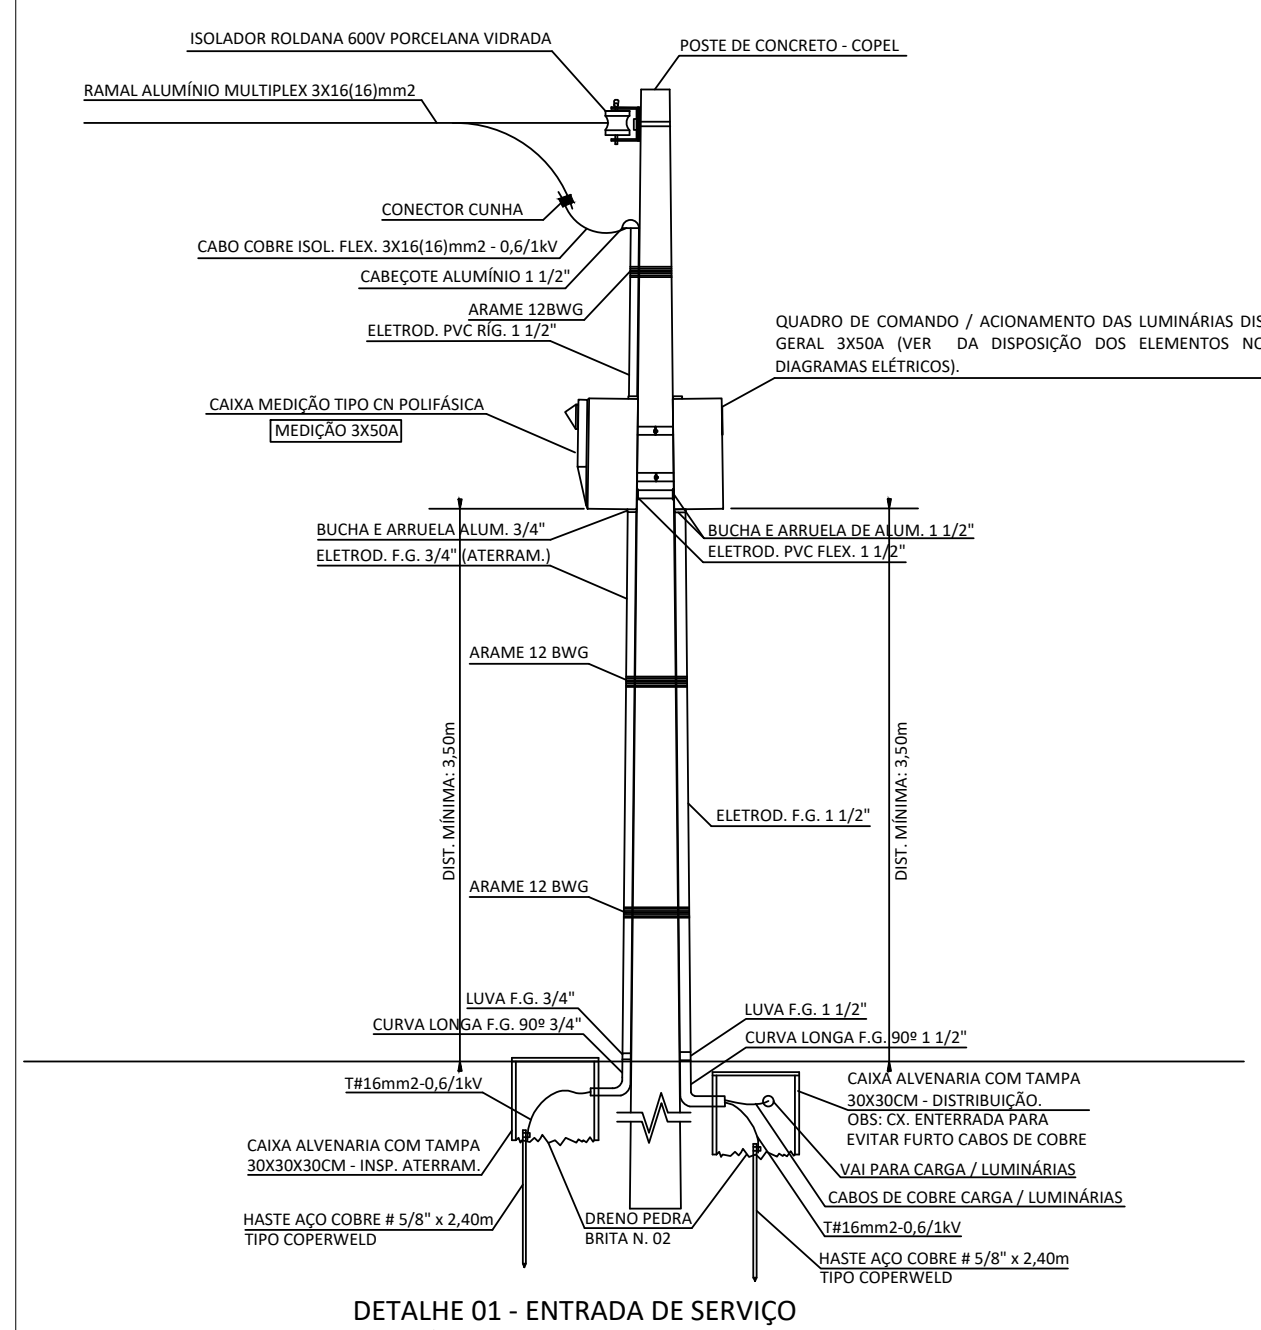 ISOLADOR ROLDANA 600V PORCELANA VIDRADA
POSTE DE CONCRETO - COPEL
RAMAL ALUMÍNIO MULTIPLEX 3X16(16)mm2
CONECTOR CUNHA
CABO COBRE ISOL. FLEX. 3X16(16)mm2 - 0,6/1kV
CABEÇOTE ALUMÍNIO 1 1/2"
ARAME 12BWG
ELETROD. PVC RÍG. 1 1/2"
QUADRO DE COMANDO / ACIONAMENTO DAS LUMINÁRIAS DIS
GERAL 3X50A (VER DA DISPOSIÇÃO DOS ELEMENTOS NO
DIAGRAMAS ELÉTRICOS).
CAIXA MEDIÇÃO TIPO CN POLIFÁSICA
MEDIÇÃO 3X50A
BUCHA E ARRUELA ALUM. 3/4"
BUCHA E ARRUELA DE ALUM. 1 1/2"
ELETROD. F.G. 3/4" (ATERRAM.)
ELETROD. PVC FLEX. 1 1/2"
ARAME 12 BWG
DIST. MÍNIMA: 3,50m
DIST. MÍNIMA: 3,50m
ELETROD. F.G. 1 1/2"
ARAME 12 BWG
LUVA F.G. 3/4"
LUVA F.G. 1 1/2"
CURVA LONGA F.G. 90º 3/4"
CURVA LONGA F.G. 90º 1 1/2"
T#16mm2-0,6/1kV
CAIXA ALVENARIA COM TAMPA
30X30CM - DISTRIBUIÇÃO.
OBS: CX. ENTERRADA PARA
EVITAR FURTO CABOS DE COBRE
CAIXA ALVENARIA COM TAMPA
30X30X30CM - INSP. ATERRAM.
VAI PARA CARGA / LUMINÁRIAS
CABOS DE COBRE CARGA / LUMINÁRIAS
HASTE AÇO COBRE # 5/8" x 2,40m
TIPO COPERWELD
DRENO PEDRA
BRITA N. 02
T#16mm2-0,6/1kV
HASTE AÇO COBRE # 5/8" x 2,40m
TIPO COPERWELD
DETALHE 01 - ENTRADA DE SERVIÇO